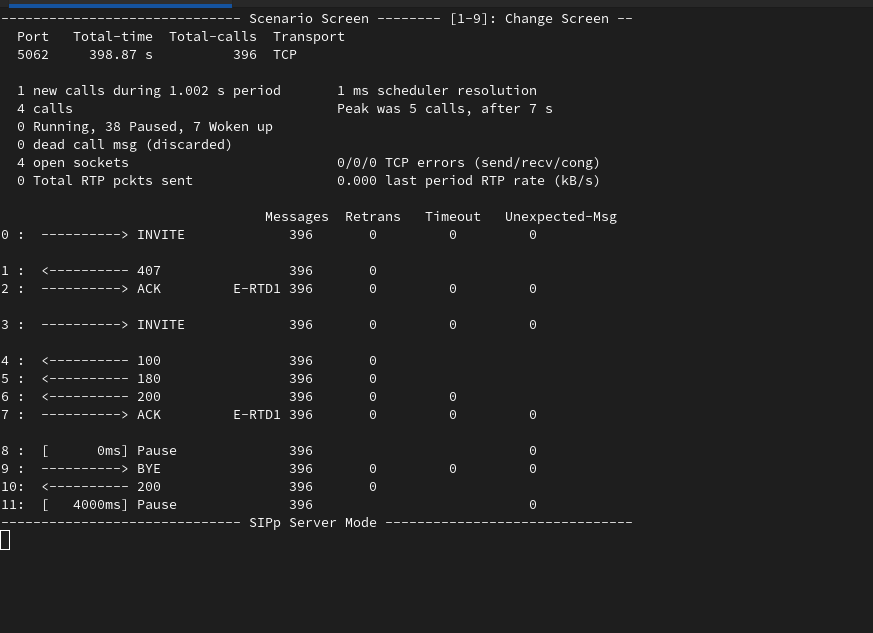 ------------------------------ Scenario Screen -------- [1-9]: Change Screen --
  Port   Total-time  Total-calls  Transport
  5062     398.87 s          396  TCP
  1 new calls during 1.002 s period       1 ms scheduler resolution
  4 calls                                 Peak was 5 calls, after 7 s
  0 Running, 38 Paused, 7 Woken up
  0 dead call msg (discarded)
  4 open sockets                          0/0/0 TCP errors (send/recv/cong)
  0 Total RTP pckts sent                  0.000 last period RTP rate (kB/s)
                                 Messages  Retrans   Timeout   Unexpected-Msg
0 :  ----------> INVITE             396       0         0         0
1 :  <---------- 407                396       0
2 :  ----------> ACK         E-RTD1 396       0         0         0
3 :  ----------> INVITE             396       0         0         0
4 :  <---------- 100                396       0
5 :  <---------- 180                396       0
6 :  <---------- 200                396       0         0
7 :  ----------> ACK         E-RTD1 396       0         0         0
8 :  [      0ms] Pause              396                           0
9 :  ----------> BYE                396       0         0         0
10:  <---------- 200                396       0
11:  [   4000ms] Pause              396                           0
------------------------------ SIPp Server Mode -------------------------------